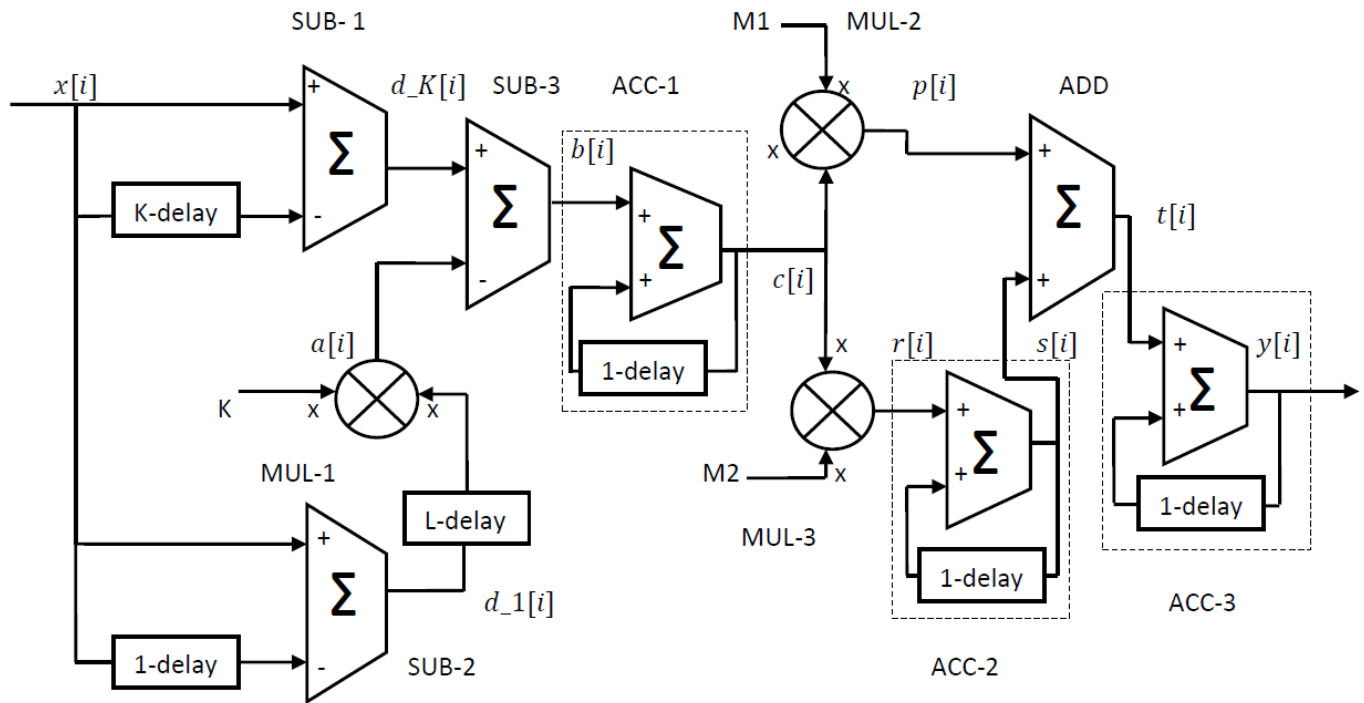 SUB- 1
x[i]
+
Σ
-
K-delay
d_K[i]
SUB-3
+
Σ
-
ACC-1
b[i]
+
+
Σ
1-delay
c[i]
M1
MUL-2
x
x
p[i]
ADD
+
Σ
+
t[i]
a[i]
K
x
x
MUL-1
L-delay
+
Σ
-
1-delay
d_1[i]
SUB-2
x
M2
x
MUL-3
r[i]
s[i]
+
+
Σ
1-delay
ACC-2
y[i]
+
+
Σ
1-delay
ACC-3